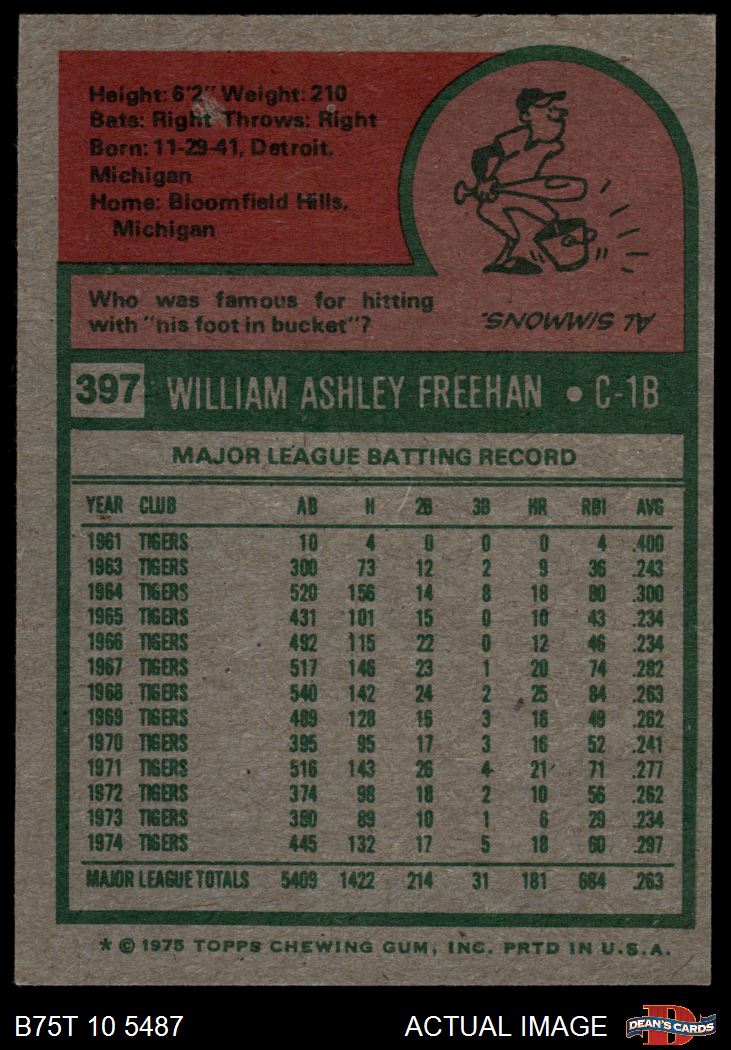 Height: 6'2" Weight: 210
Bats: Right Throws: Right
Born: 11-29-41, Detroit,
Michigan
Home: Bloomfield Hills,
Michigan
Who was famous for hitting
with "his foot in bucket"?
AL SIMMONS.
397 WILLIAM ASHLEY FREEHAN • C-1B
MAJOR LEAGUE BATTING RECORD
YEAR CLUB AB H 2B 3B HR RBI AVG
1961 TIGERS 10 4 0 0 0 4 .400
1963 TIGERS 300 73 12 2 9 36 .243
1964 TIGERS 520 156 14 8 18 80 .300
1965 TIGERS 431 101 15 0 10 43 .234
1966 TIGERS 492 115 22 0 12 46 .234
1967 TIGERS 517 146 23 1 20 74 .282
1968 TIGERS 540 142 24 2 25 84 .263
1969 TIGERS 489 128 16 3 16 49 .262
1970 TIGERS 395 95 17 3 16 52 .241
1971 TIGERS 516 143 26 4 21 71 .277
1972 TIGERS 374 98 18 2 10 56 .262
1973 TIGERS 380 89 10 1 6 29 .234
1974 TIGERS 445 132 17 5 18 60 .297
MAJOR LEAGUE TOTALS 5409 1422 214 31 181 684 .263
* © 1975 TOPPS CHEWING GUM, INC. PRTD IN U.S.A.
B75T 10 5487 ACTUAL IMAGE DEAN'S CARDS